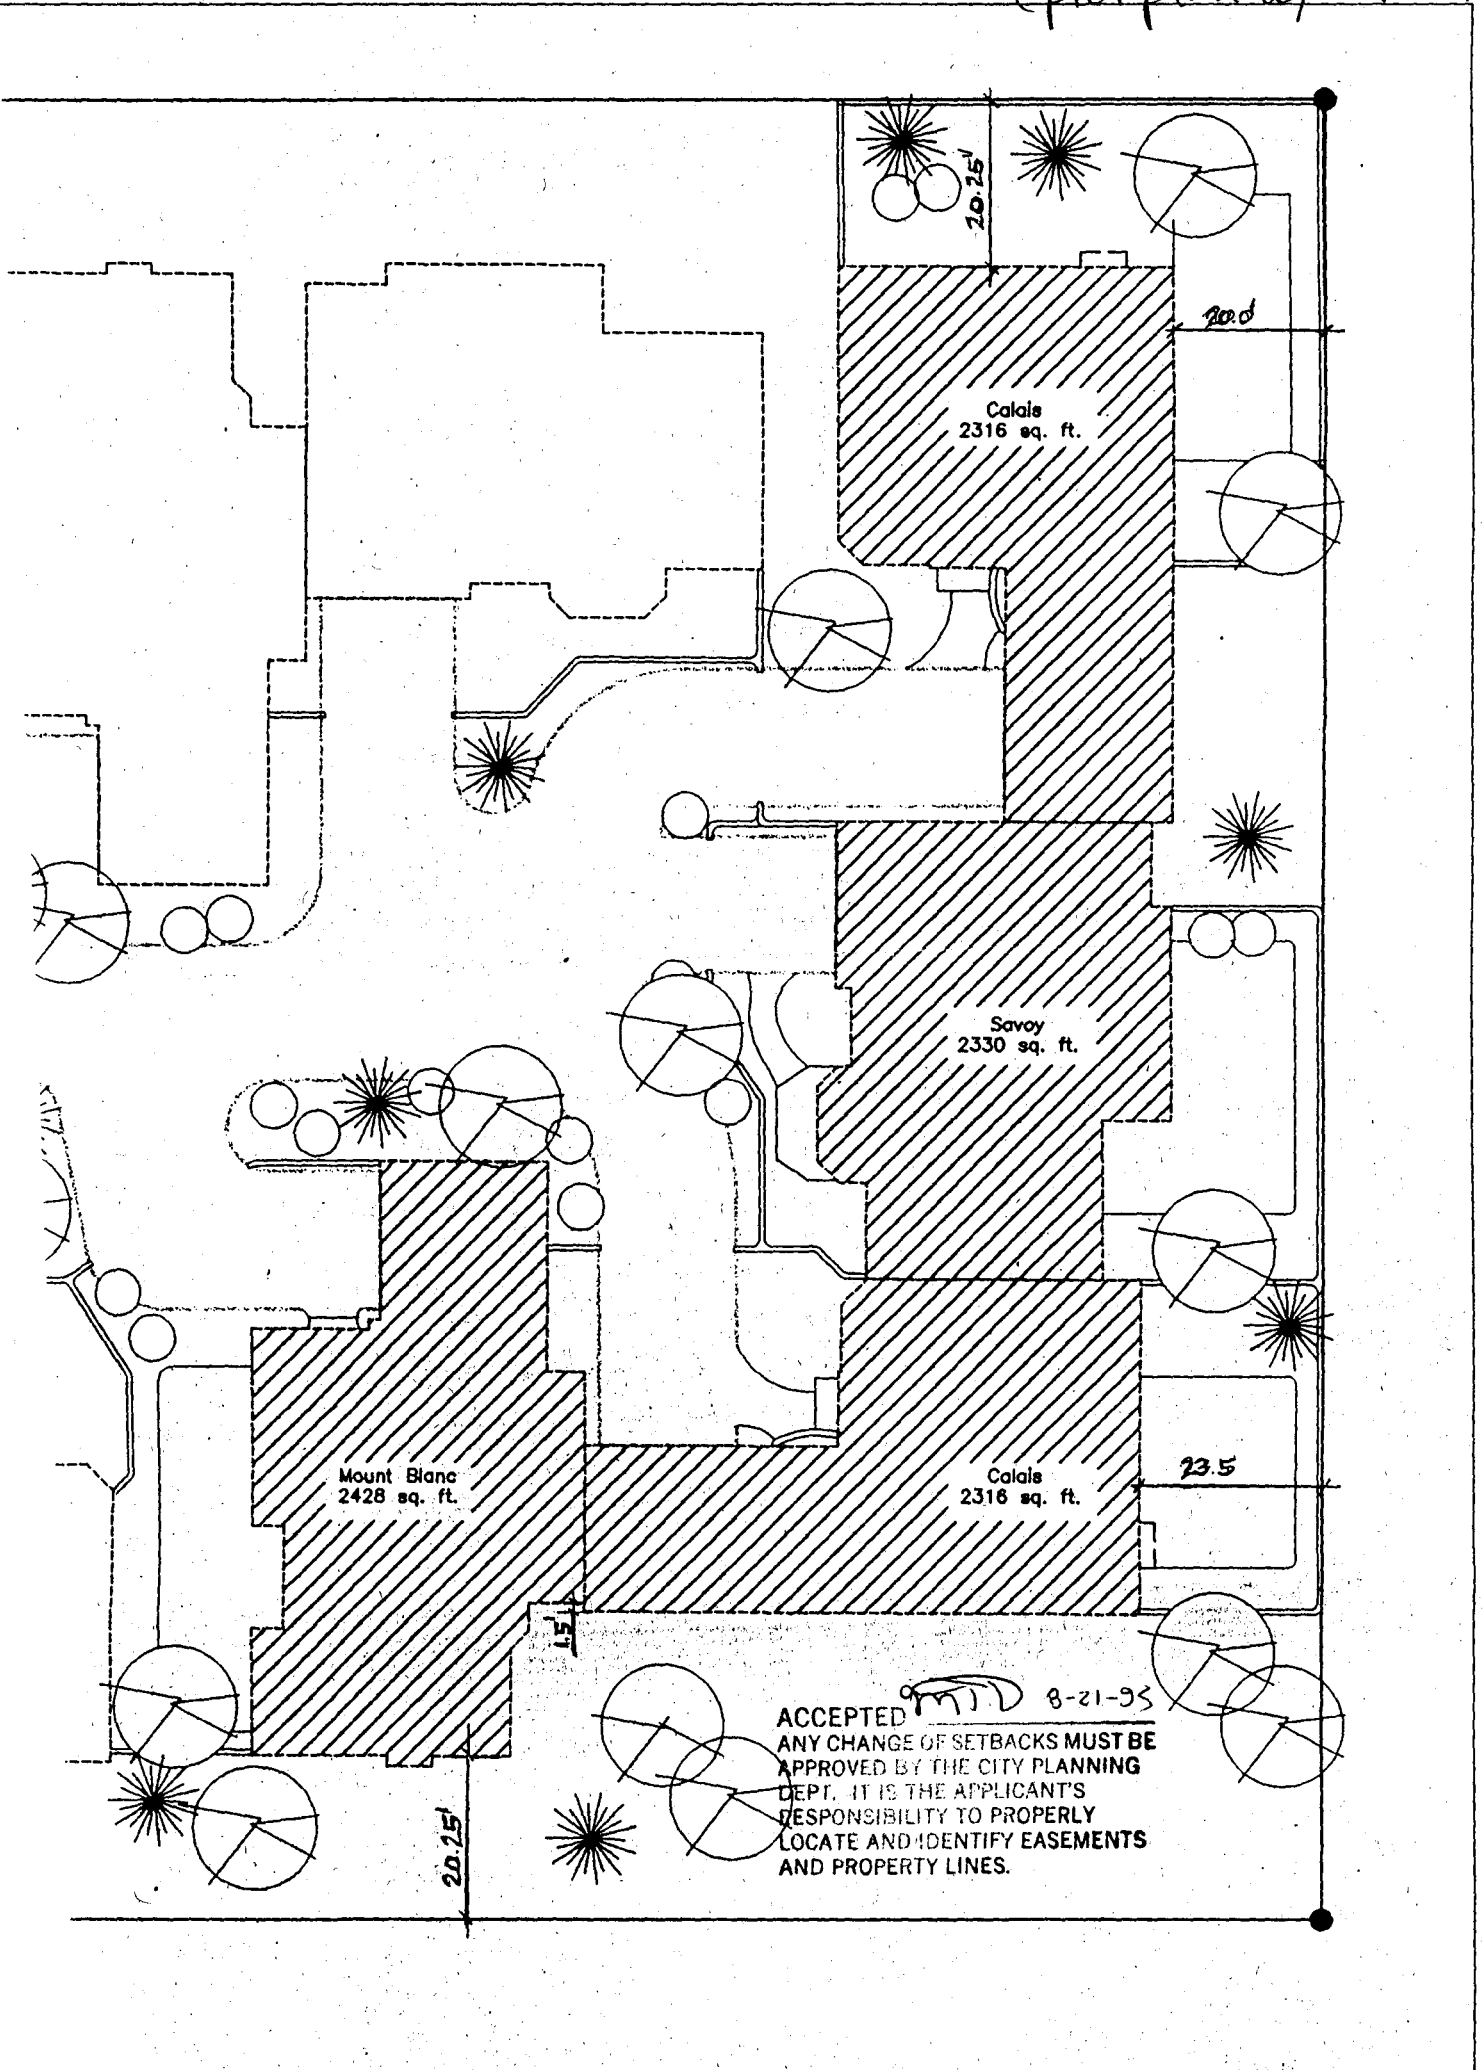 (plot plan
20.25'
20.0'
Calais
2316 sq. ft.
Savoy
2330 sq. ft.
Mount Blanc
2428 sq. ft.
Calais
2316 sq. ft.
23.5
1.5'
20.25'
ACCEPTED 8-21-95
ANY CHANGE OF SETBACKS MUST BE
APPROVED BY THE CITY PLANNING
DEPT. IT IS THE APPLICANT'S
RESPONSIBILITY TO PROPERLY
LOCATE AND IDENTIFY EASEMENTS
AND PROPERTY LINES.